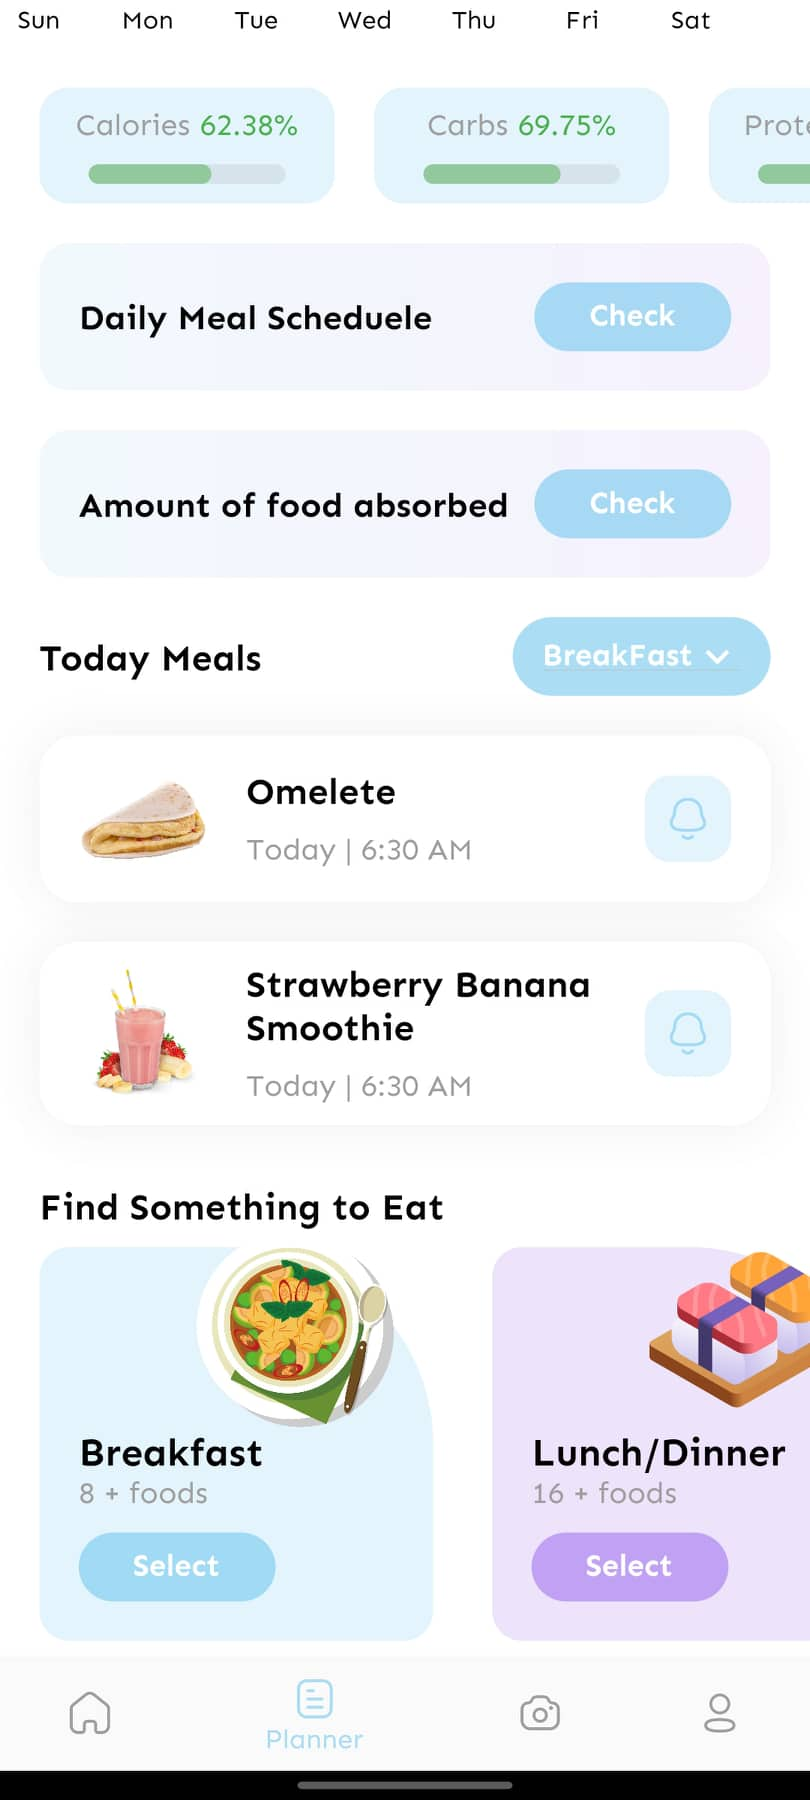 Sun Mon Tue Wed Thu Fri Sat
Calories 62.38% Carbs 69.75% Prote
Daily Meal Scheduele Check
Amount of food absorbed Check
Today Meals BreakFast
Omelete
Today | 6:30 AM
Strawberry Banana
Smoothie
Today | 6:30 AM
Find Something to Eat
Breakfast Lunch/Dinner
8 + foods 16 + foods
Select Select
Planner